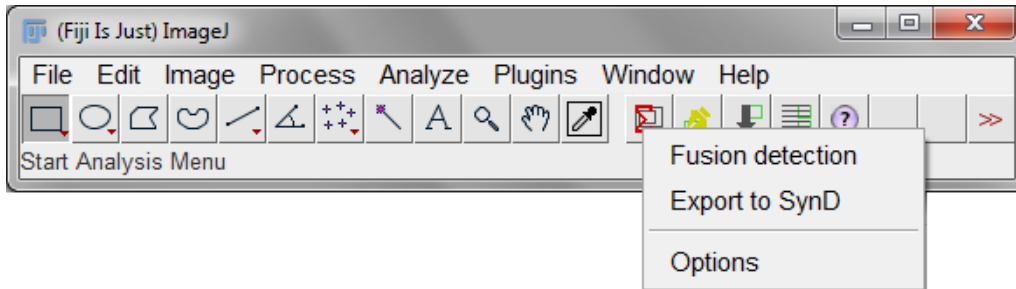 (Fiji Is Just) ImageJ
File Edit Image Process Analyze Plugins Window Help
A ? >>
Start Analysis Menu
Fusion detection
Export to SynD
Options